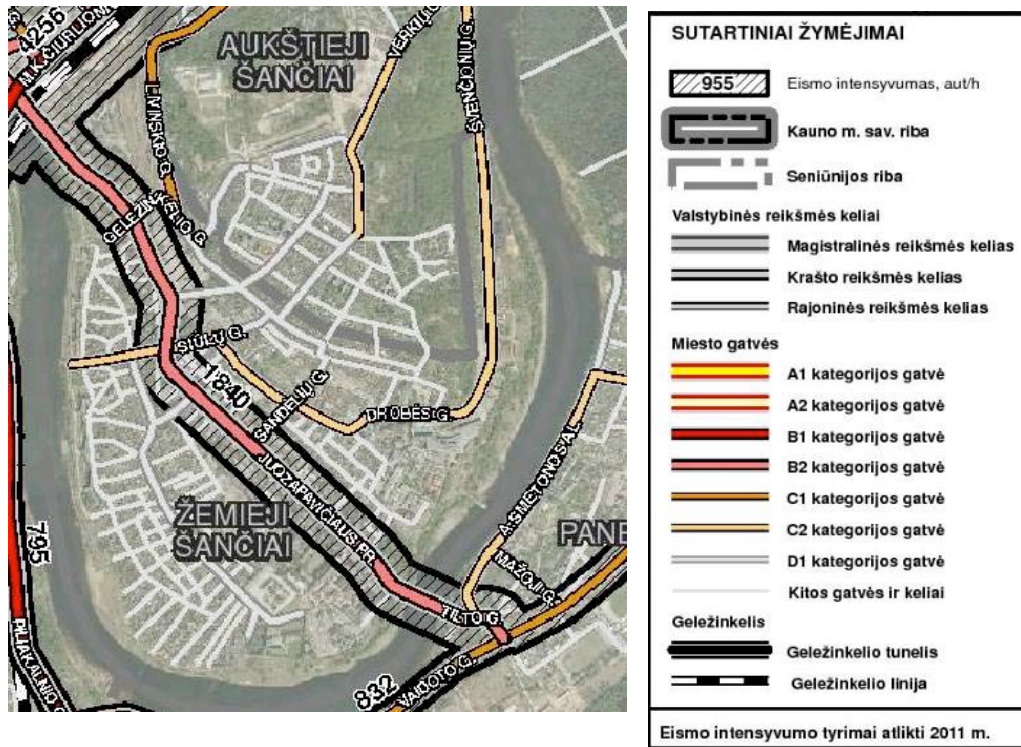 4256
AUKŠTIEJI
ŠANČIAI
ŠVENČIONIŲ G.
GELEŽINKELIO G.
SIŪLŲ G.
1840
SANDĖLIŲ G.
DROBĖS G.
A.SMETONOS AL.
JUOZAPAVIČIAUS PR.
ŽEMIEJI
ŠANČIAI
PANE
MAŽOJI G.
TILTO G.
795
PILIAKALNIO
832
VAIDOTO G.
SUTARTINIAI ŽYMĖJIMAI
955 Eismo intensyvumas, aut/h
Kauno m. sav. riba
Seniūnijos riba
Valstybinės reikšmės keliai
Magistralinės reikšmės kelias
Krašto reikšmės kelias
Rajoninės reikšmės kelias
Miesto gatvės
A1 kategorijos gatvė
A2 kategorijos gatvė
B1 kategorijos gatvė
B2 kategorijos gatvė
C1 kategorijos gatvė
C2 kategorijos gatvė
D1 kategorijos gatvė
Kitos gatvės ir keliai
Geležinkelis
Geležinkelio tunelis
Geležinkelio linija
Eismo intensyvumo tyrimai atlikti 2011 m.